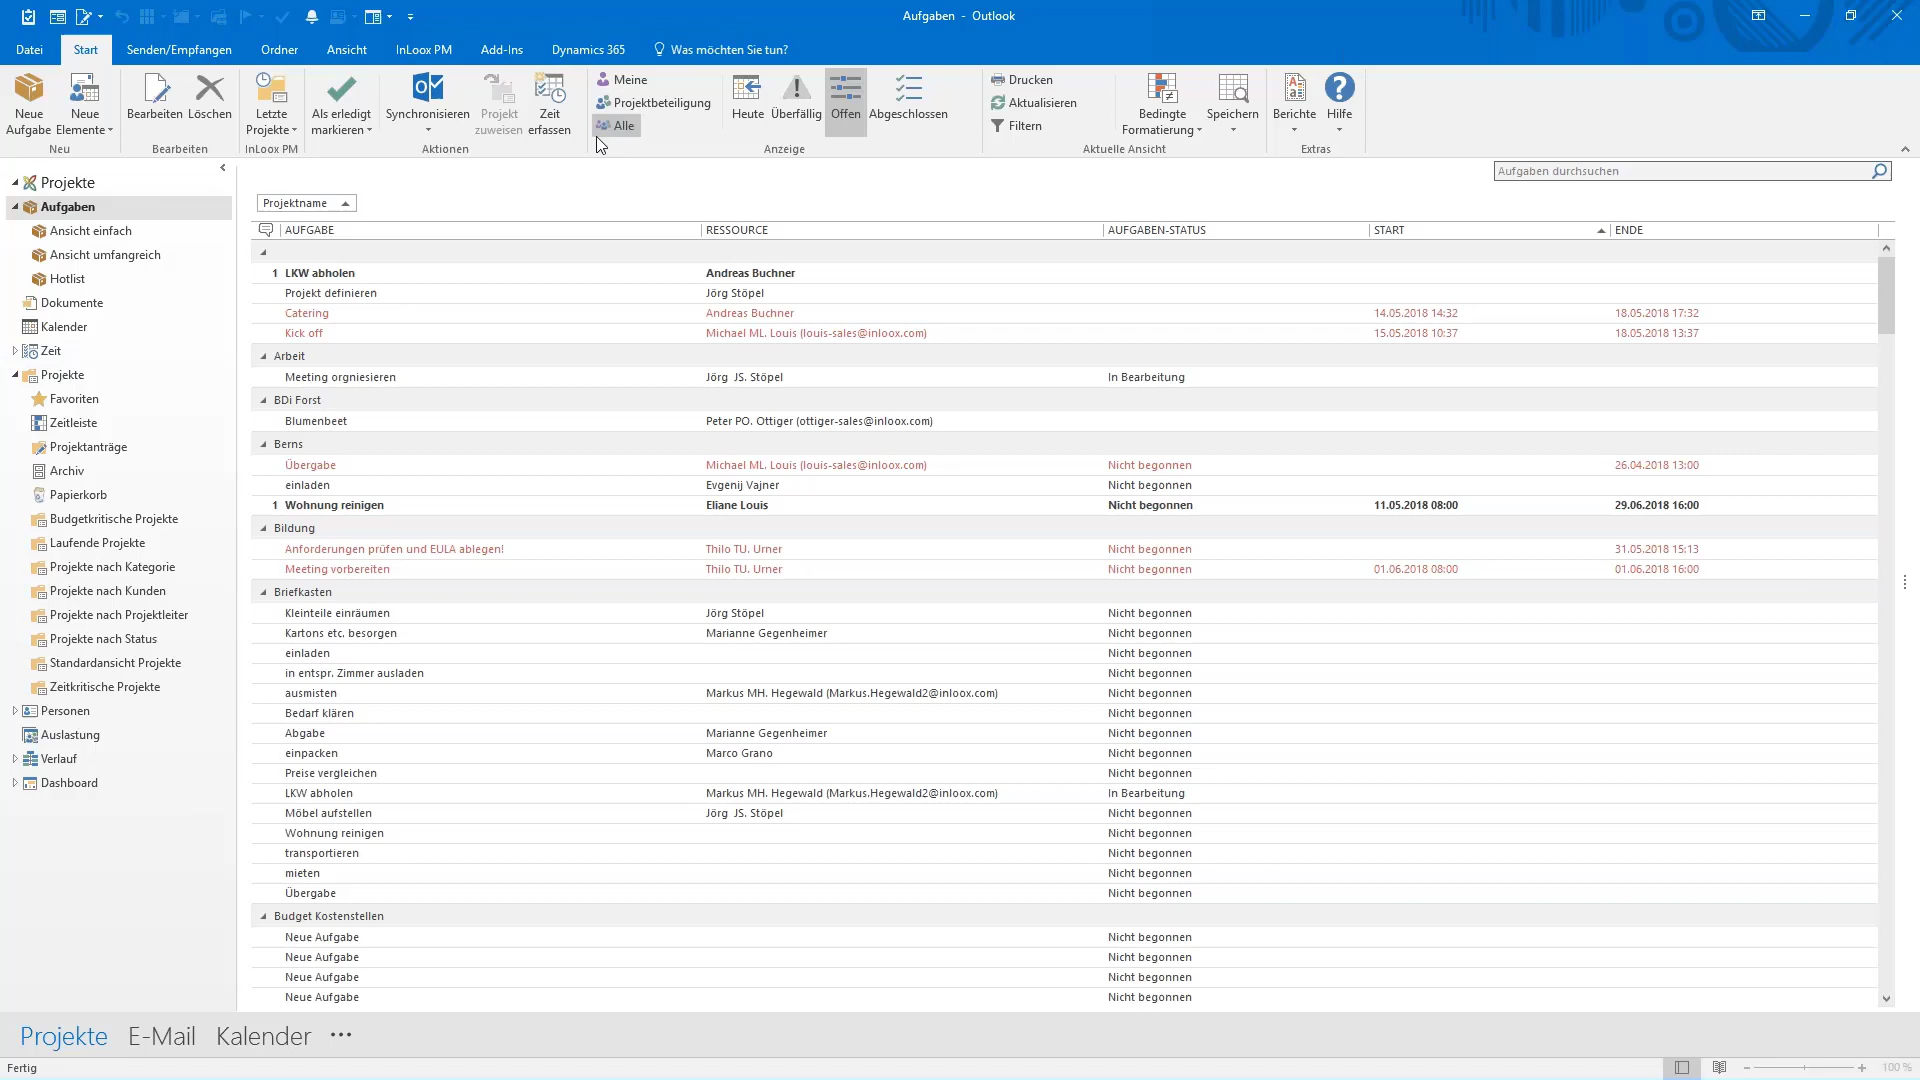 Aufgaben - Outlook
Datei Start Senden/Empfangen Ordner Ansicht InLoox PM Add-Ins Dynamics 365 Was möchten Sie tun?
Neue Aufgabe
Neue Elemente
Neu
Bearbeiten
Löschen
Bearbeiten
Letzte Projekte
InLoox PM
Als erledigt markieren
Synchronisieren
Projekt zuweisen
Zeit erfassen
Aktionen
Meine
Projektbeteiligung
Alle
Heute
Überfällig
Offen
Abgeschlossen
Anzeige
Drucken
Aktualisieren
Filtern
Bedingte Formatierung
Speichern
Aktuelle Ansicht
Berichte
Hilfe
Extras
Projekte
Aufgaben
Ansicht einfach
Ansicht umfangreich
Hotlist
Dokumente
Kalender
Zeit
Projekte
Favoriten
Zeitleiste
Projektanträge
Archiv
Papierkorb
Budgetkritische Projekte
Laufende Projekte
Projekte nach Kategorie
Projekte nach Kunden
Projekte nach Projektleiter
Projekte nach Status
Standardansicht Projekte
Zeitkritische Projekte
Personen
Auslastung
Verlauf
Dashboard
Aufgaben durchsuchen
Projektname
AUFGABE RESSOURCE AUFGABEN-STATUS START ENDE
1 LKW abholen Andreas Buchner
Projekt definieren Jörg Stöpel
Catering Andreas Buchner 14.05.2018 14:32 18.05.2018 17:32
Kick off Michael ML. Louis (louis-sales@inloox.com) 15.05.2018 10:37 18.05.2018 13:37
Arbeit
Meeting orgniesieren Jörg JS. Stöpel In Bearbeitung
BDi Forst
Blumenbeet Peter PO. Ottiger (ottiger-sales@inloox.com)
Berns
Übergabe Michael ML. Louis (louis-sales@inloox.com) Nicht begonnen 26.04.2018 13:00
einladen Evgenij Vajner Nicht begonnen
1 Wohnung reinigen Eliane Louis Nicht begonnen 11.05.2018 08:00 29.06.2018 16:00
Bildung
Anforderungen prüfen und EULA ablegen! Thilo TU. Urner Nicht begonnen 31.05.2018 15:13
Meeting vorbereiten Thilo TU. Urner Nicht begonnen 01.06.2018 08:00 01.06.2018 16:00
Briefkasten
Kleinteile einräumen Jörg Stöpel Nicht begonnen
Kartons etc. besorgen Marianne Gegenheimer Nicht begonnen
einladen Nicht begonnen
in entspr. Zimmer ausladen Nicht begonnen
ausmisten Markus MH. Hegewald (Markus.Hegewald2@inloox.com) Nicht begonnen
Bedarf klären Nicht begonnen
Abgabe Marianne Gegenheimer Nicht begonnen
einpacken Marco Grano Nicht begonnen
Preise vergleichen Nicht begonnen
LKW abholen Markus MH. Hegewald (Markus.Hegewald2@inloox.com) In Bearbeitung
Möbel aufstellen Jörg JS. Stöpel Nicht begonnen
Wohnung reinigen Nicht begonnen
transportieren Nicht begonnen
mieten Nicht begonnen
Übergabe Nicht begonnen
Budget Kostenstellen
Neue Aufgabe Nicht begonnen
Neue Aufgabe Nicht begonnen
Neue Aufgabe Nicht begonnen
Neue Aufgabe Nicht begonnen
Projekte E-Mail Kalender ...
Fertig
100 %